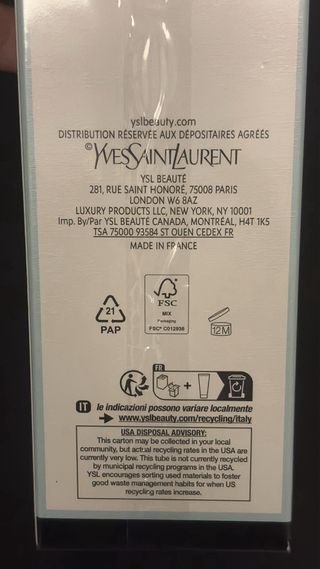 yslbeauty.com
DISTRIBUTION RÉSERVÉE AUX DÉPOSITAIRES AGRÉÉS
©YVESSAINTLAURENT
YSL BEAUTÉ
281, RUE SAINT HONORÉ, 75008 PARIS
LONDON W6 8AZ
LUXURY PRODUCTS LLC, NEW YORK, NY 10001
Imp. By/Par YSL BEAUTÉ CANADA, MONTRÉAL, H4T 1K5
TSA 75000 93584 ST OUEN CEDEX FR
MADE IN FRANCE
21
PAP
FSC
MIX
Packaging
FSC® C012936
12M
FR
+
IT le indicazioni possono variare localmente
www.yslbeauty.com/recycling/italy
USA DISPOSAL ADVISORY:
This carton may be collected in your local
community, but actual recycling rates in the USA are
currently very low. This tube is not currently recycled
by municipal recycling programs in the USA.
YSL encourages sorting used materials to foster
good waste management habits for when US
recycling rates increase.